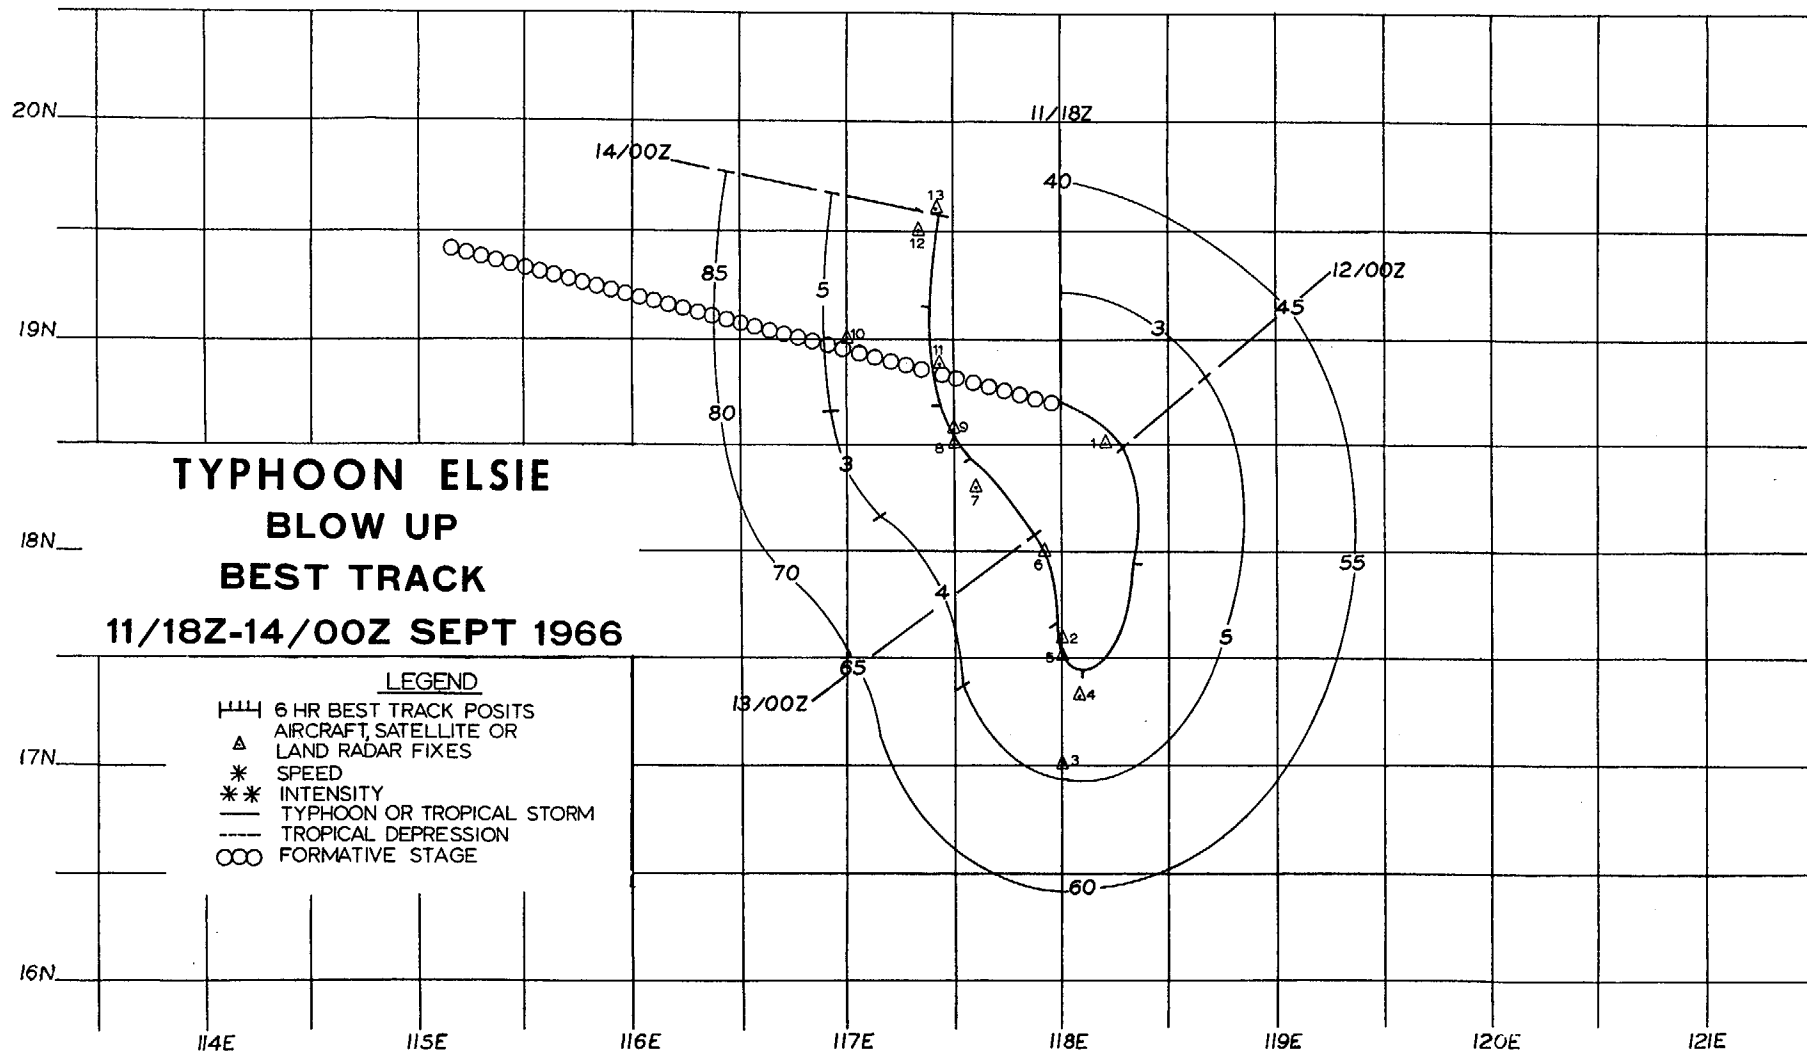 20N
11/18Z
14/00Z
13
40
12
12/00Z
85
5
45
19N
10
3
11
80
9
1
8
3
7
TYPHOON ELSIE
BLOW UP
BEST TRACK
11/18Z-14/00Z SEPT 1966
18N
6
70
55
4
2
5
5
65
13/00Z
4
LEGEND
6 HR BEST TRACK POSITS
AIRCRAFT, SATELLITE OR
LAND RADAR FIXES
* SPEED
** INTENSITY
TYPHOON OR TROPICAL STORM
TROPICAL DEPRESSION
FORMATIVE STAGE
17N
3
60
16N
114E 115E 116E 117E 118E 119E 120E 121E